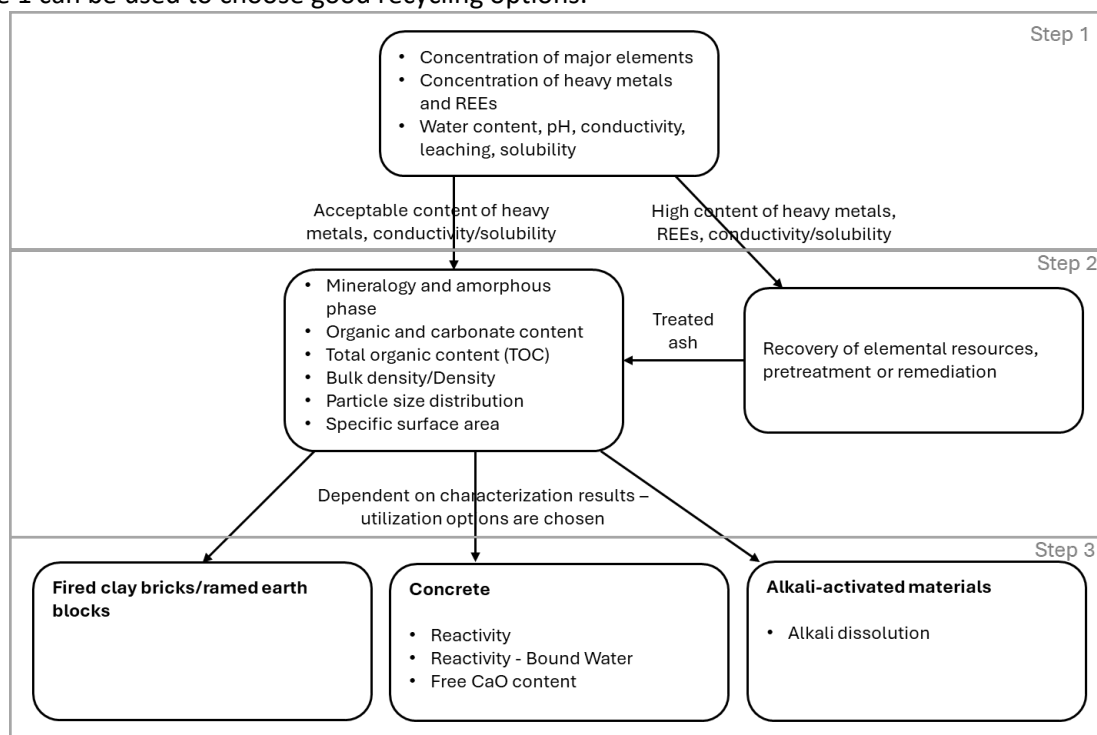 e 1 can be used to choose good recycling options.
Step 1
• Concentration of major elements
• Concentration of heavy metals
and REEs
• Water content, pH, conductivity,
leaching, solubility
Acceptable content of heavy
metals, conductivity/solubility
High content of heavy metals,
REEs, conductivity/solubility
Step 2
• Mineralogy and amorphous
phase
• Organic and carbonate content
• Total organic content (TOC)
• Bulk density/Density
• Particle size distribution
• Specific surface area
Treated
ash
Recovery of elemental resources,
pretreatment or remediation
Dependent on characterization results –
utilization options are chosen
Step 3
Fired clay bricks/ramed earth
blocks
Concrete
• Reactivity
• Reactivity - Bound Water
• Free CaO content
Alkali-activated materials
• Alkali dissolution